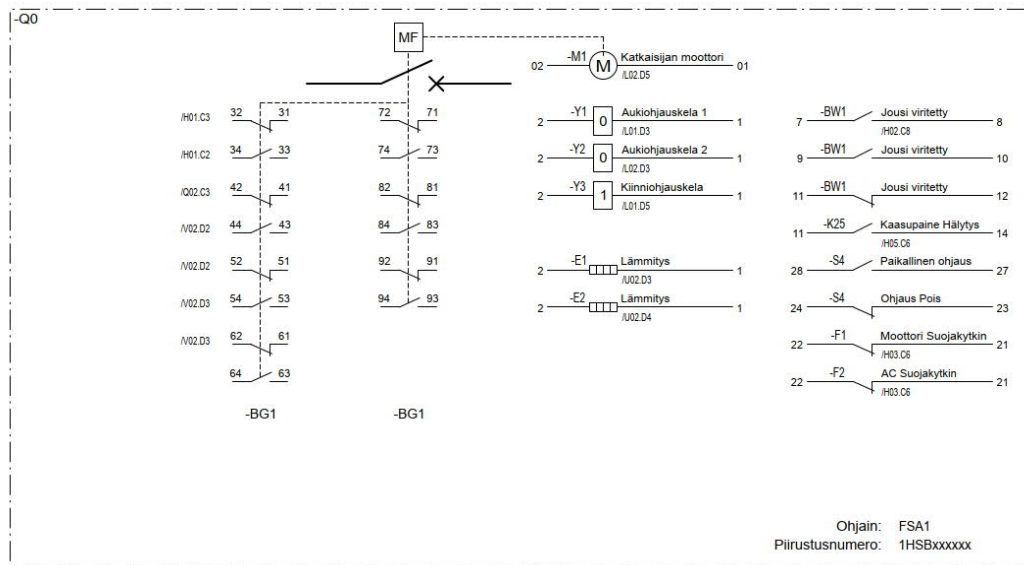 -Q0
MF
02 -M1 M Katkaisijan moottori 01
/L02.D5
/H01.C3 32 31 72 71 2 -Y1 0 Aukiohjauskela 1 1 7 -BW1 Jousi viritetty 8
/L01.D3 /H02.C8
/H01.C2 34 33 74 73 2 -Y2 0 Aukiohjauskela 2 1 9 -BW1 Jousi viritetty 10
/L02.D3
/Q02.C3 42 41 82 81 2 -Y3 1 Kiinniohjauskela 1 11 -BW1 Jousi viritetty 12
/L01.D5
/V02.D2 44 43 84 83 11 -K25 Kaasupaine Hälytys 14
/H05.C6
/V02.D2 52 51 92 91 2 -E1 Lämmitys 1 28 -S4 Paikallinen ohjaus 27
/U02.D3
/V02.D3 54 53 94 93 2 -E2 Lämmitys 1 24 -S4 Ohjaus Pois 23
/U02.D4
/V02.D3 62 61 22 -F1 Moottori Suojakytkin 21
/H03.C6
64 63 22 -F2 AC Suojakytkin 21
/H03.C6
-BG1 -BG1
Ohjain: FSA1
Piirustusnumero: 1HSBxxxxxx